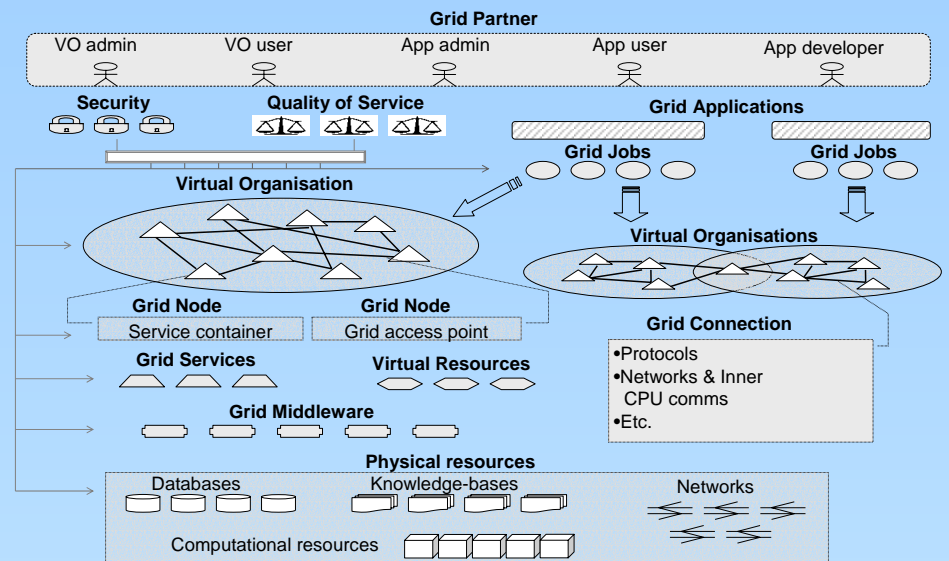 Grid Partner
VO admin
VO user
App admin
App user
App developer
Security
Quality of Service
Grid Applications
Grid Jobs
Grid Jobs
Virtual Organisation
Virtual Organisations
Grid Node
Grid Node
Service container
Grid access point
Grid Connection
•Protocols
•Networks & Inner
CPU comms
•Etc.
Grid Services
Virtual Resources
Grid Middleware
Physical resources
Databases
Knowledge-bases
Networks
Computational resources